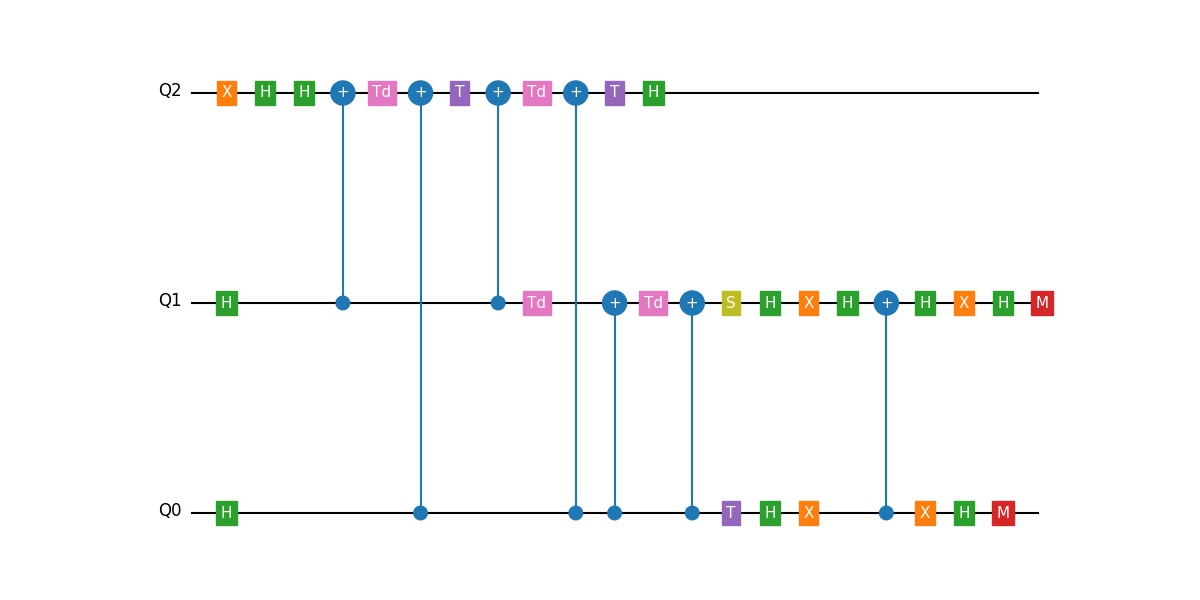 Q2 X H H + Td + T + Td + T H
Q1 H Td + Td + S H X H + H X H M
Q0 H T H X X H M